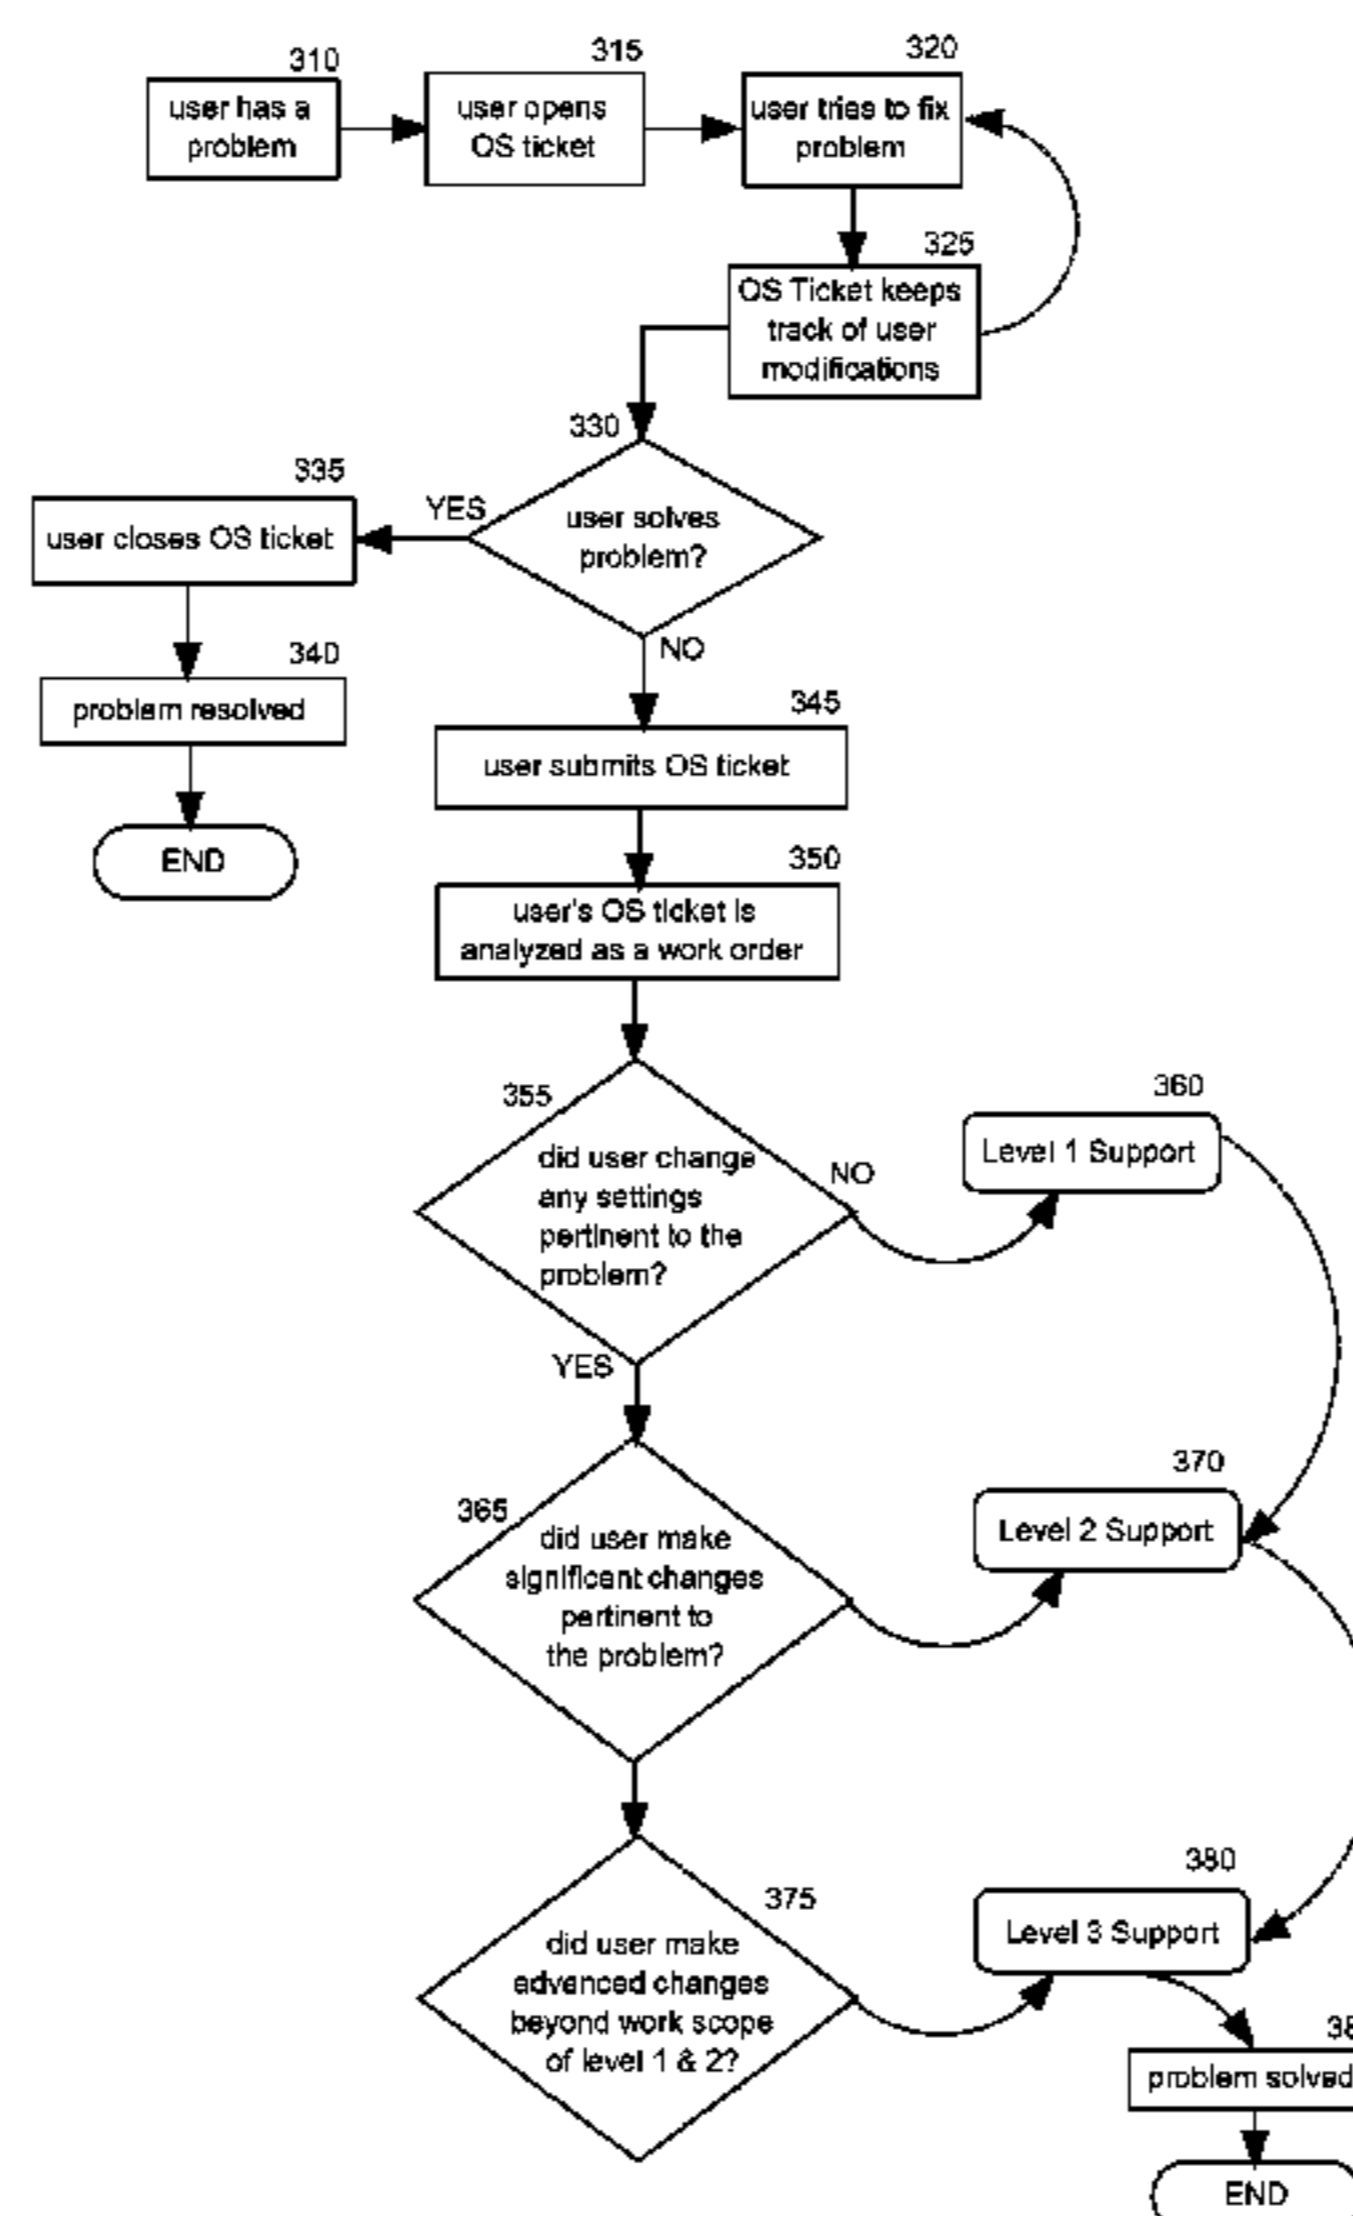 310
user has a
problem
315
user opens
OS ticket
320
user tries to fix
problem
325
OS Ticket keeps
track of user
modifications
330
user solves
problem?
YES
335
user closes OS ticket
340
problem resolved
END
NO
345
user submits OS ticket
350
user's OS ticket is
analyzed as a work order
355
did user change
any settings
pertinent to the
problem?
NO
360
Level 1 Support
YES
365
did user make
significant changes
pertinent to
the problem?
370
Level 2 Support
375
did user make
advanced changes
beyond work scope
of level 1 & 2?
380
Level 3 Support
problem solved
END